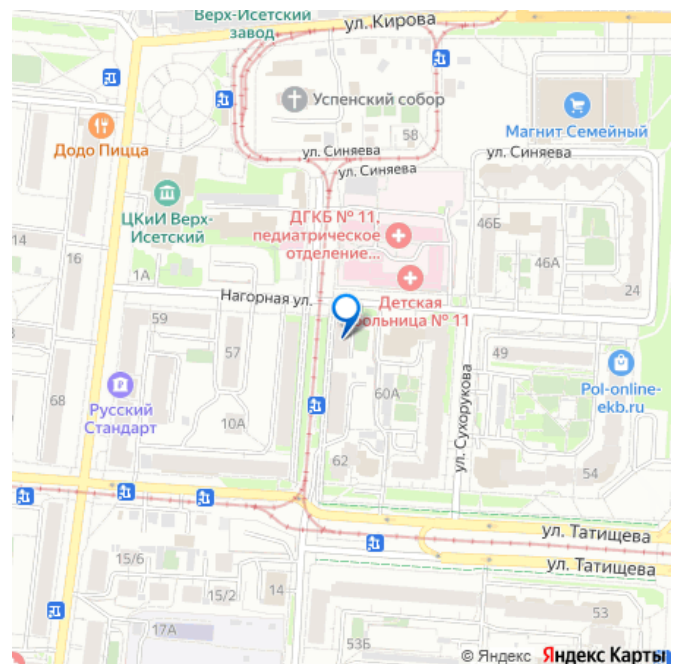 Верх-Исетский
завод
ул. Кирова
Успенский собор
58
Магнит Семейный
Додо Пицца
ул. Синяева
ул. Синяева
ул. Синяева
ЦКиИ Верх-
Исетский
ДГКБ № 11,
педиатрическое
отделение...
46Б
46А
14
16
1А
Нагорная ул.
Детская
больница № 11
24
59
57
49
Pol-online-
ekb.ru
68
Русский
Стандарт
10А
60А
ул. Сухорукова
62
54
ул. Татищева
ул. Татищева
15/6
15/2
14
17А
53Б
53
© Яндекс Яндекс Карты